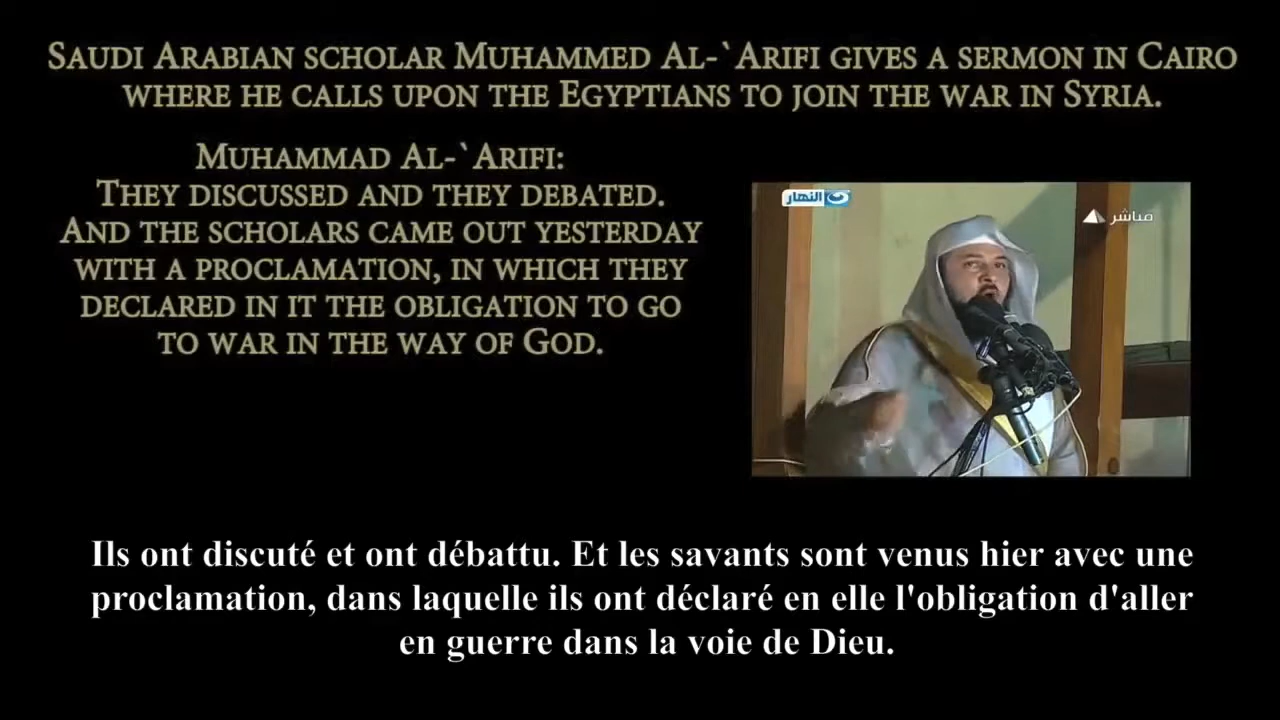 Saudi Arabian scholar Muhammed Al-`Arifi gives a sermon in Cairo
where he calls upon the Egyptians to join the war in Syria.
Muhammad Al-`Arifi:
They discussed and they debated.
And the scholars came out yesterday
with a proclamation, in which they
declared in it the obligation to go
to war in the way of God.
النهار
مباشر
Ils ont discuté et ont débattu. Et les savants sont venus hier avec une
proclamation, dans laquelle ils ont déclaré en elle l'obligation d'aller
en guerre dans la voie de Dieu.